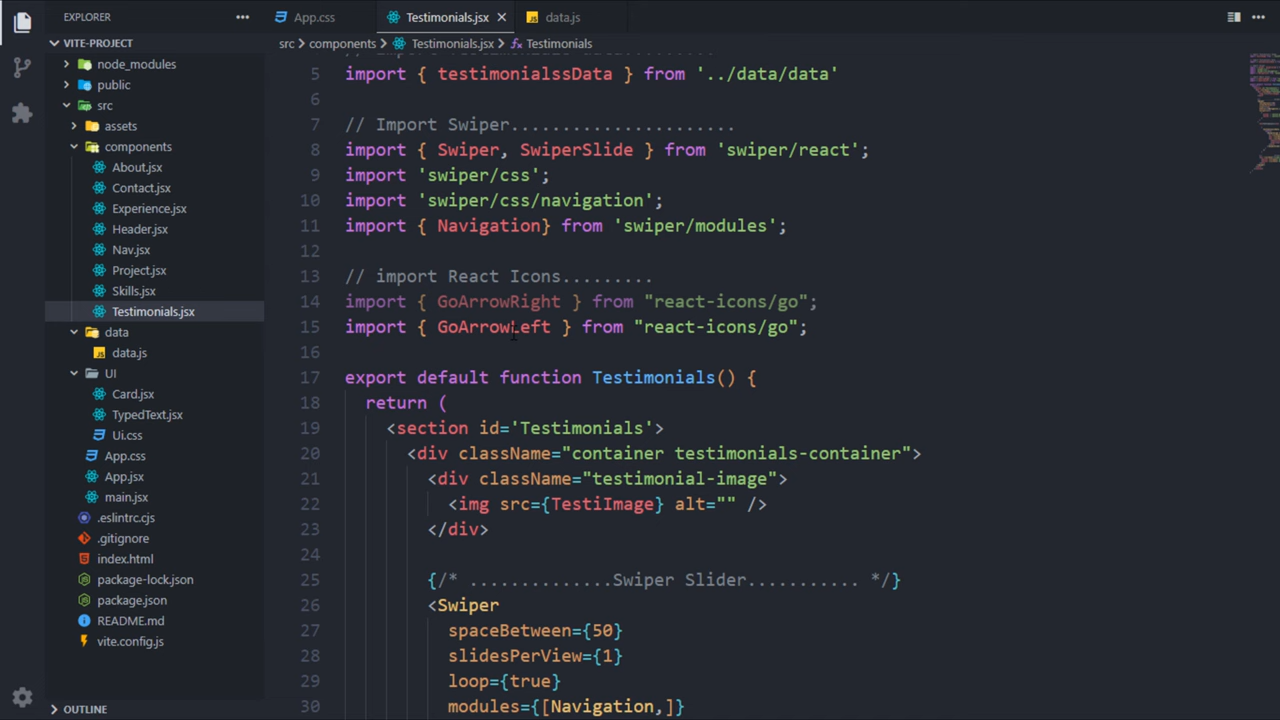 EXPLORER
App.css
Testimonials.jsx
data.js
VITE-PROJECT
src > components > Testimonials.jsx > Testimonials
node_modules
public
src
assets
components
About.jsx
Contact.jsx
Experience.jsx
Header.jsx
Nav.jsx
Project.jsx
Skills.jsx
Testimonials.jsx
data
data.js
UI
Card.jsx
TypedText.jsx
Ui.css
App.css
App.jsx
main.jsx
.eslintrc.cjs
.gitignore
index.html
package-lock.json
package.json
README.md
vite.config.js
OUTLINE
5 import { testimonialssData } from '../data/data'
6
7 // Import Swiper......................
8 import { Swiper, SwiperSlide } from 'swiper/react';
9 import 'swiper/css';
10 import 'swiper/css/navigation';
11 import { Navigation} from 'swiper/modules';
12
13 // import React Icons.........
14 import { GoArrowRight } from "react-icons/go";
15 import { GoArrowLeft } from "react-icons/go";
16
17 export default function Testimonials() {
18 return (
19 <section id='Testimonials'>
20 <div className="container testimonials-container">
21 <div className="testimonial-image">
22 <img src={TestiImage} alt="" />
23 </div>
24
25 {/* ..............Swiper Slider........... */}
26 <Swiper
27 spaceBetween={50}
28 slidesPerView={1}
29 loop={true}
30 modules={[Navigation,]}